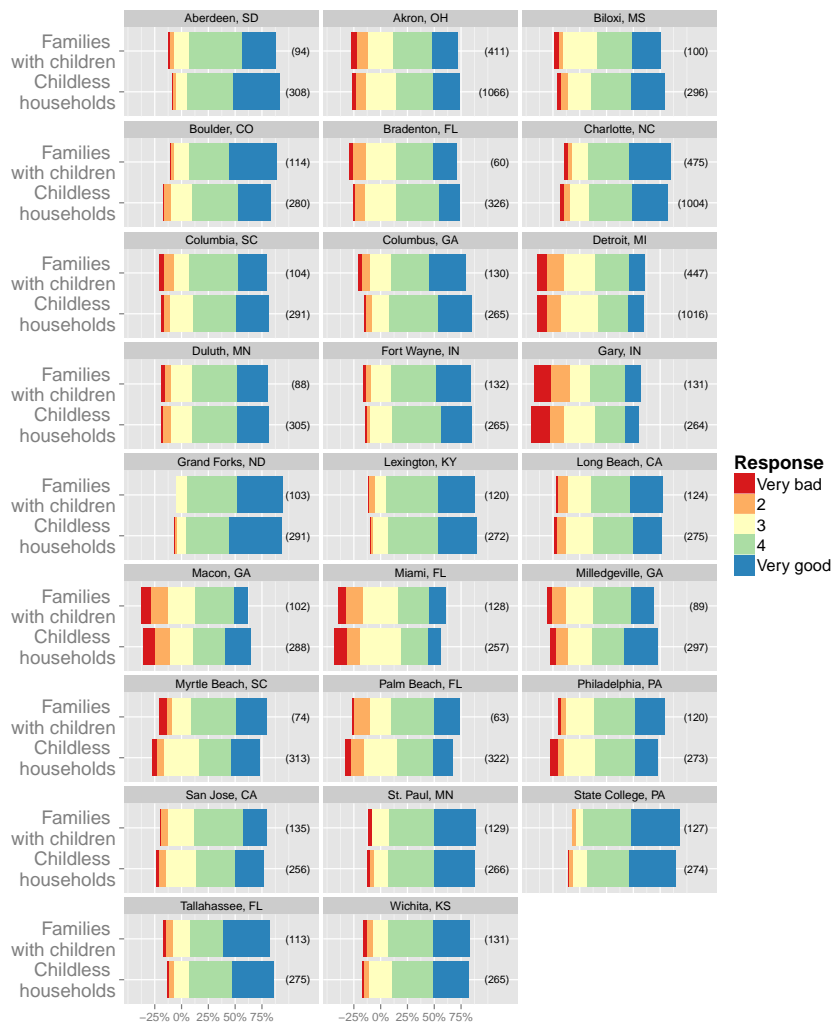 Aberdeen, SD
Akron, OH
Biloxi, MS
Families
with children
(94)
(411)
(100)
Childless
households
(308)
(1066)
(296)
Boulder, CO
Bradenton, FL
Charlotte, NC
Families
with children
(114)
(60)
(475)
Childless
households
(280)
(326)
(1004)
Columbia, SC
Columbus, GA
Detroit, MI
Families
with children
(104)
(130)
(447)
Childless
households
(291)
(265)
(1016)
Duluth, MN
Fort Wayne, IN
Gary, IN
Families
with children
(88)
(132)
(131)
Childless
households
(305)
(265)
(264)
Grand Forks, ND
Lexington, KY
Long Beach, CA
Families
with children
(103)
(120)
(124)
Childless
households
(291)
(272)
(275)
Macon, GA
Miami, FL
Milledgeville, GA
Families
with children
(102)
(128)
(89)
Childless
households
(288)
(257)
(297)
Myrtle Beach, SC
Palm Beach, FL
Philadelphia, PA
Families
with children
(74)
(63)
(120)
Childless
households
(313)
(322)
(273)
San Jose, CA
St. Paul, MN
State College, PA
Families
with children
(135)
(129)
(127)
Childless
households
(256)
(266)
(274)
Tallahassee, FL
Wichita, KS
Families
with children
(113)
(131)
Childless
households
(275)
(265)
−25% 0% 25% 50% 75%
−25% 0% 25% 50% 75%
Response
Very bad
2
3
4
Very good